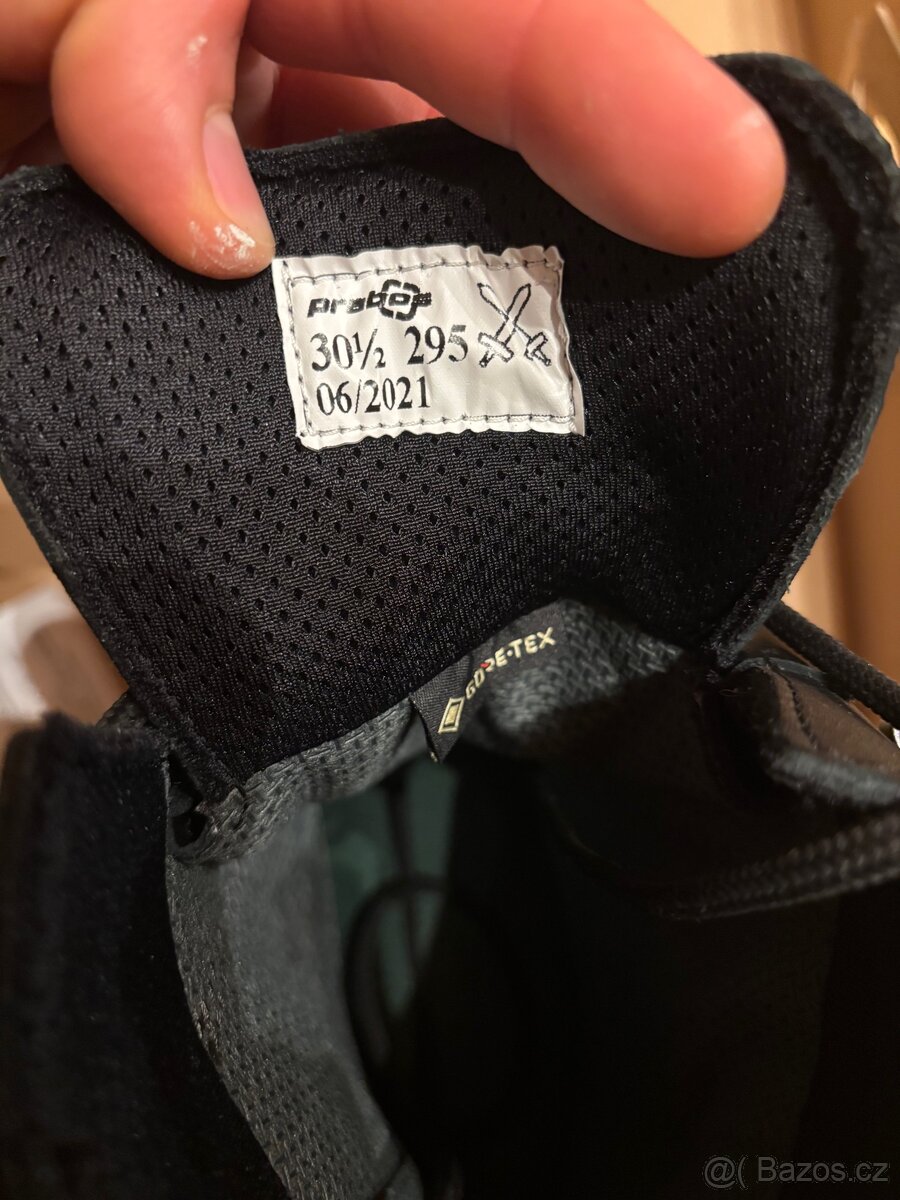 prabos
30½ 295
06/2021
GORE-TEX
@( Bazos.cz